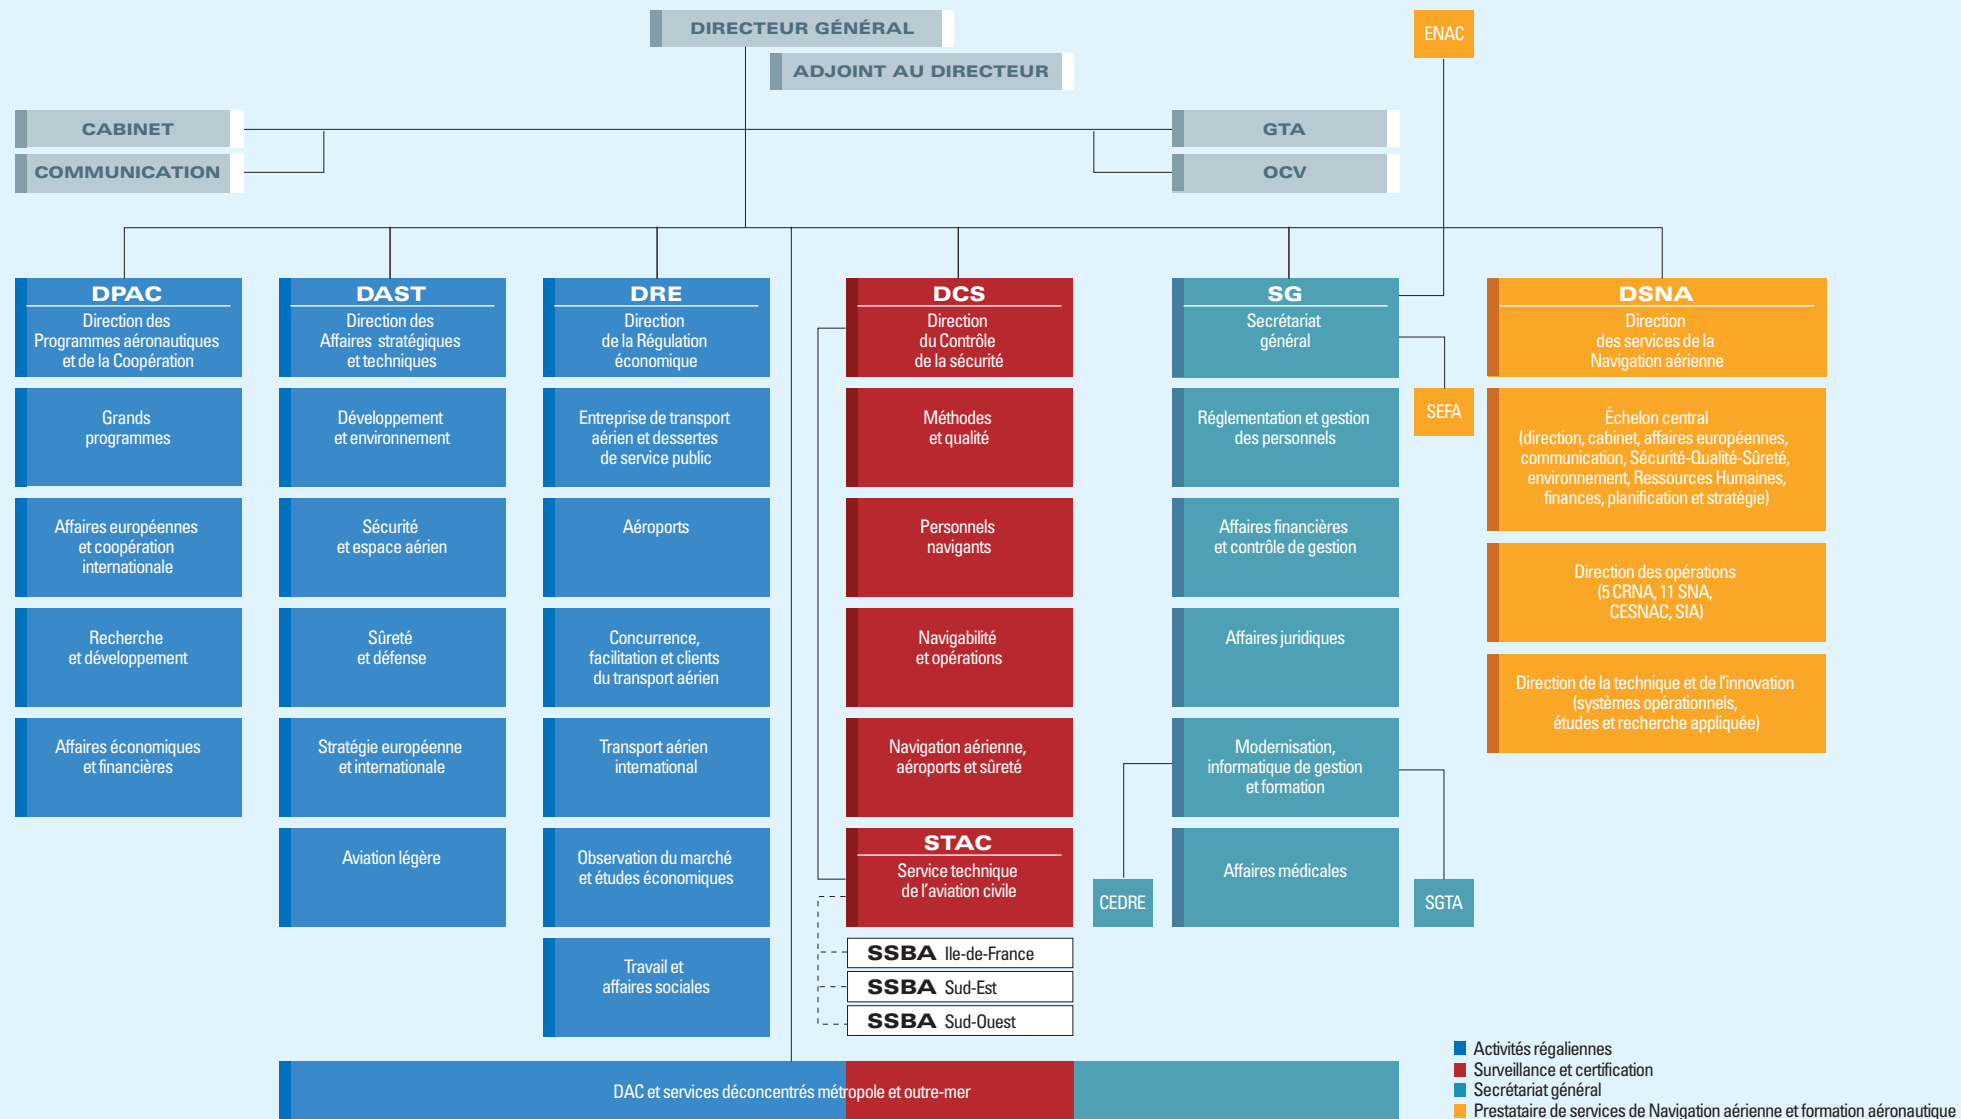 DIRECTEUR GÉNÉRAL
ADJOINT AU DIRECTEUR
ENAC
CABINET
COMMUNICATION
GTA
OCV
DPAC
Direction des
Programmes aéronautiques
et de la Coopération
Grands
programmes
Affaires européennes
et coopération
internationale
Recherche
et développement
Affaires économiques
et financières
DAST
Direction des
Affaires stratégiques
et techniques
Développement
et environnement
Sécurité
et espace aérien
Sûreté
et défense
Stratégie européenne
et internationale
Aviation légère
DRE
Direction
de la Régulation
économique
Entreprise de transport
aérien et dessertes
de service public
Aéroports
Concurrence,
facilitation et clients
du transport aérien
Transport aérien
international
Observation du marché
et études économiques
Travail et
affaires sociales
DCS
Direction
du Contrôle
de la sécurité
Méthodes
et qualité
Personnels
navigants
Navigabilité
et opérations
Navigation aérienne,
aéroports et sûreté
STAC
Service technique
de l'aviation civile
SSBA Ile-de-France
SSBA Sud-Est
SSBA Sud-Ouest
SG
Secrétariat
général
Réglementation et gestion
des personnels
Affaires financières
et contrôle de gestion
Affaires juridiques
Modernisation,
informatique de gestion
et formation
Affaires médicales
CEDRE
SGTA
SEFA
DSNA
Direction
des services de la
Navigation aérienne
Échelon central
(direction, cabinet, affaires européennes,
communication, Sécurité-Qualité-Sûreté,
environnement, Ressources Humaines,
finances, planification et stratégie)
Direction des opérations
(5 CRNA, 11 SNA,
CESNAC, SIA)
Direction de la technique et de l'innovation
(systèmes opérationnels,
études et recherche appliquée)
DAC et services déconcentrés métropole et outre-mer
Activités régaliennes
Surveillance et certification
Secrétariat général
Prestataire de services de Navigation aérienne et formation aéronautique